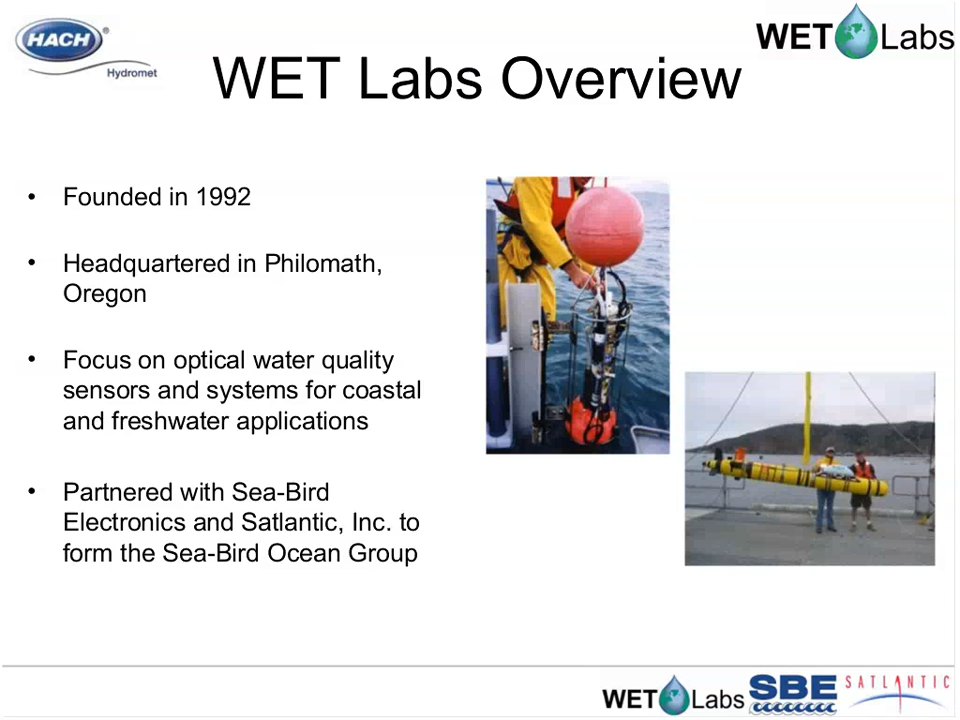 HACH
Hydromet
WET Labs
WET Labs Overview
• Founded in 1992
• Headquartered in Philomath,
Oregon
• Focus on optical water quality
sensors and systems for coastal
and freshwater applications
• Partnered with Sea-Bird
Electronics and Satlantic, Inc. to
form the Sea-Bird Ocean Group
WET Labs
SBE
SATLANTIC